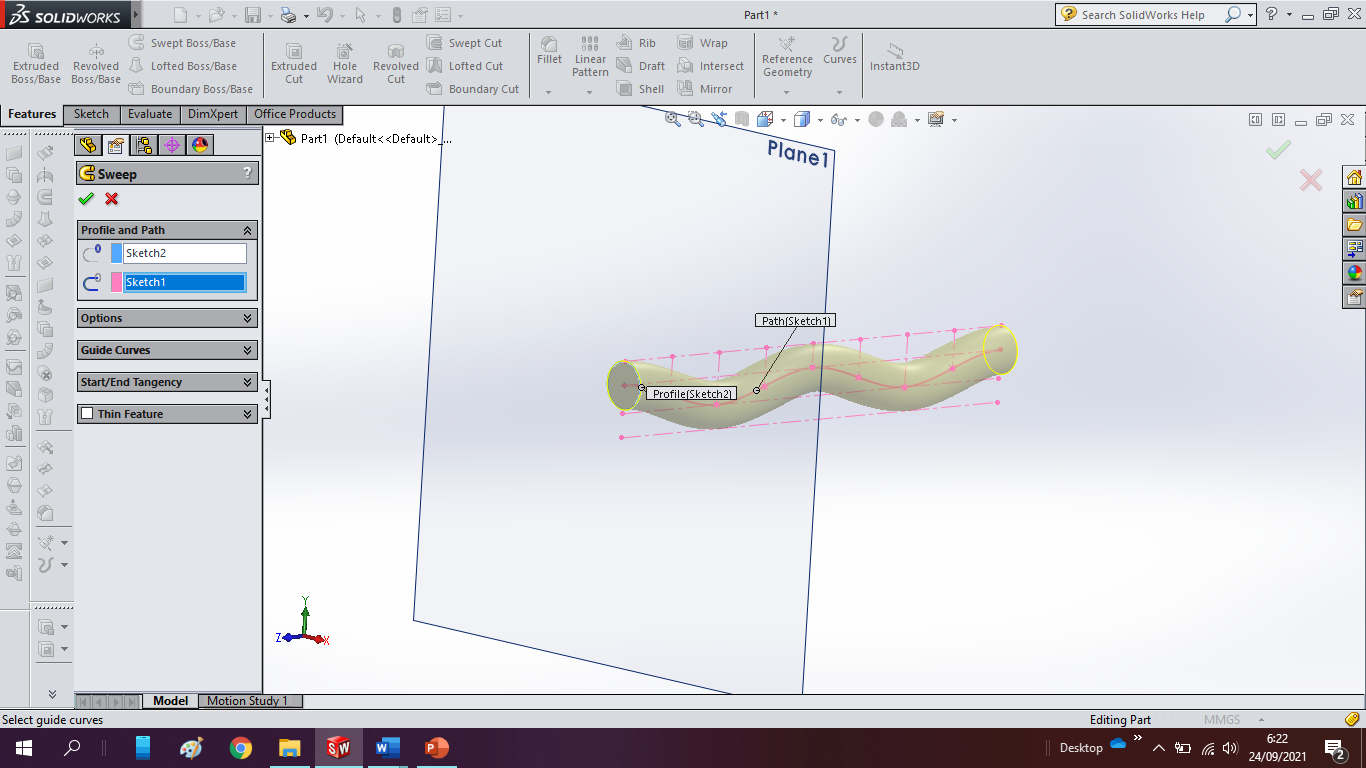 SOLIDWORKS
Part1 *
Search SolidWorks Help
?
Extruded Boss/Base
Revolved Boss/Base
Swept Boss/Base
Lofted Boss/Base
Boundary Boss/Base
Extruded Cut
Hole Wizard
Revolved Cut
Swept Cut
Lofted Cut
Boundary Cut
Fillet
Linear Pattern
Rib
Draft
Shell
Wrap
Intersect
Mirror
Reference Geometry
Curves
Instant3D
Features
Sketch
Evaluate
DimXpert
Office Products
Part1 (Default<<Default>_...
Plane1
Sweep
?
Profile and Path
Sketch2
Sketch1
Options
Guide Curves
Start/End Tangency
Thin Feature
Path(Sketch1)
Profile(Sketch2)
Y
Z
X
Model
Motion Study 1
Select guide curves
Editing Part
MMGS
SW
W
P
Desktop
6:22
24/09/2021
2